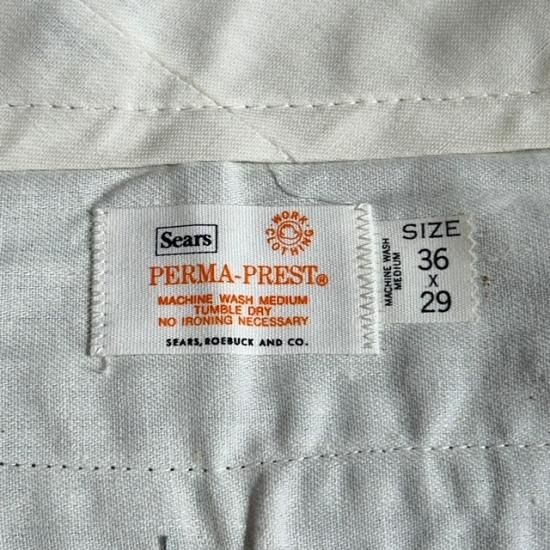 Sears
WORK CLOTHING
PERMA-PREST®
MACHINE WASH MEDIUM
TUMBLE DRY
NO IRONING NECESSARY
SEARS, ROEBUCK AND CO.
MACHINE WASH
MEDIUM
SIZE
36
X
29